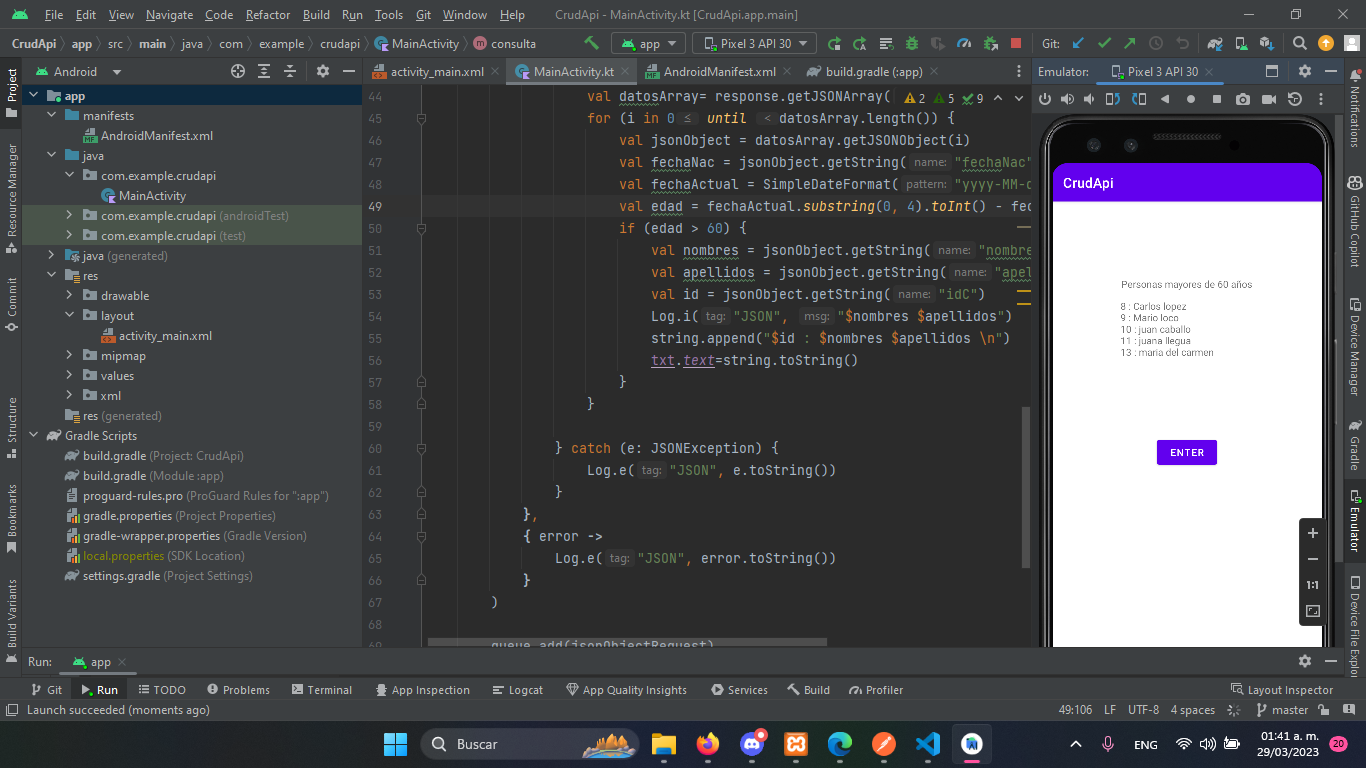 File Edit View Navigate Code Refactor Build Run Tools Git Window Help CrudApi - MainActivity.kt [CrudApi.app.main]
CrudApi app src main java com example crudapi MainActivity consulta app Pixel 3 API 30 Git:
Android
activity_main.xml MainActivity.kt AndroidManifest.xml build.gradle (:app)
Emulator: Pixel 3 API 30
Project
Resource Manager
Commit
Structure
Bookmarks
Build Variants
app
manifests
AndroidManifest.xml
java
com.example.crudapi
MainActivity
com.example.crudapi (androidTest)
com.example.crudapi (test)
java (generated)
res
drawable
layout
activity_main.xml
mipmap
values
xml
res (generated)
Gradle Scripts
build.gradle (Project: CrudApi)
build.gradle (Module :app)
proguard-rules.pro (ProGuard Rules for ":app")
gradle.properties (Project Properties)
gradle-wrapper.properties (Gradle Version)
local.properties (SDK Location)
settings.gradle (Project Settings)
2 5 9
44 val datosArray= response.getJSONArray(
45 for (i in 0 ≤ until < datosArray.length()) {
46 val jsonObject = datosArray.getJSONObject(i)
47 val fechaNac = jsonObject.getString( name: "fechaNac"
48 val fechaActual = SimpleDateFormat( pattern: "yyyy-MM-d
49 val edad = fechaActual.substring(0, 4).toInt() - fec
50 if (edad > 60) {
51 val nombres = jsonObject.getString( name: "nombre
52 val apellidos = jsonObject.getString( name: "apel
53 val id = jsonObject.getString( name: "idC")
54 Log.i( tag: "JSON", msg: "$nombres $apellidos")
55 string.append("$id : $nombres $apellidos \n")
56 txt.text=string.toString()
57 }
58 }
59
60 } catch (e: JSONException) {
61 Log.e( tag: "JSON", e.toString())
62 }
63 },
64 { error ->
65 Log.e( tag: "JSON", error.toString())
66 }
67 )
68
69 queue.add(jsonObjectRequest)
CrudApi
Personas mayores de 60 años
8 : Carlos lopez
9 : Mario loco
10 : juan caballo
11 : juana llegua
13 : maria del carmen
ENTER
1:1
Notifications
GitHub Copilot
Device Manager
Gradle
Emulator
Device File Explor
Run: app
Git Run TODO Problems Terminal App Inspection Logcat App Quality Insights Services Build Profiler Layout Inspector
Launch succeeded (moments ago) 49:106 LF UTF-8 4 spaces master
Buscar
ENG
01:41 a. m.
29/03/2023
20